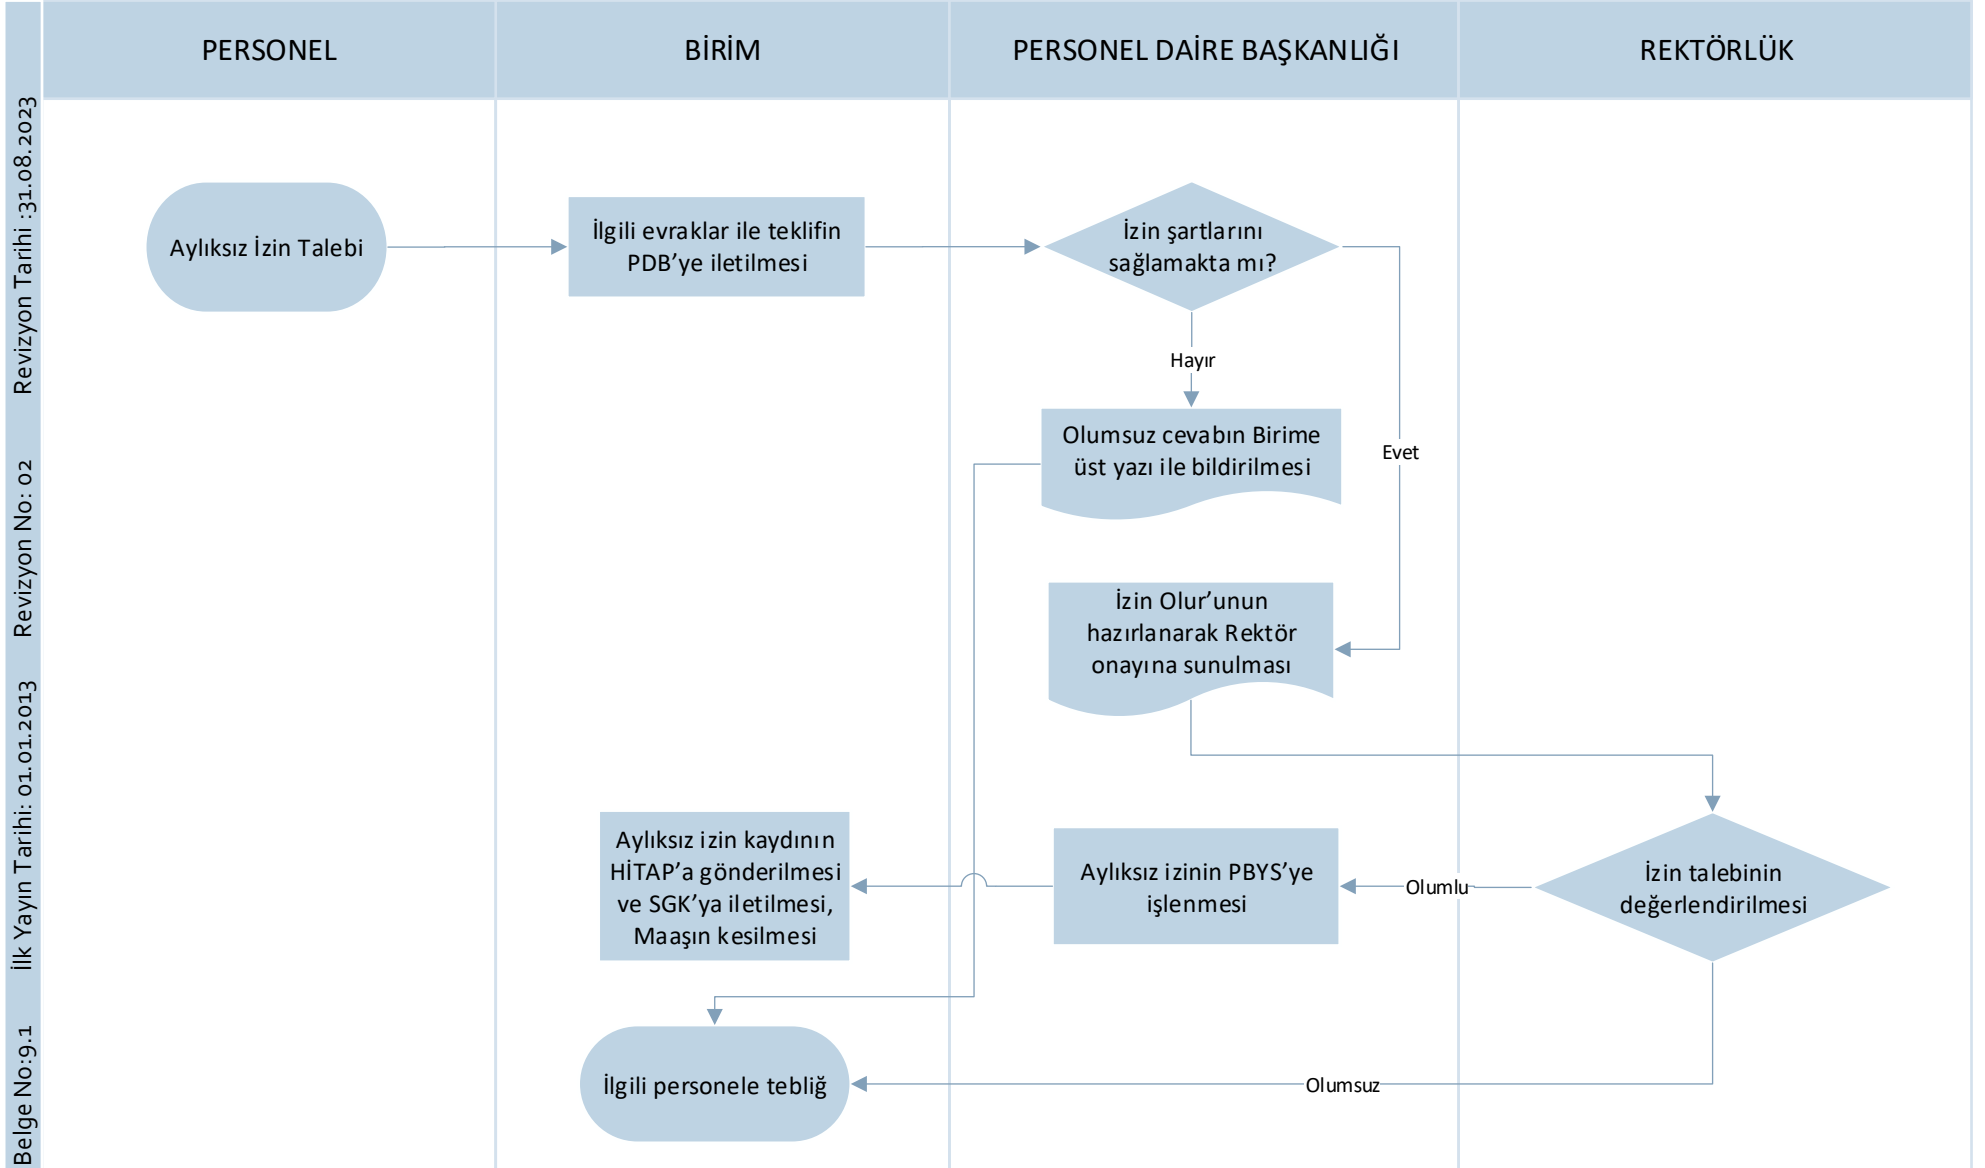 PERSONEL
BİRİM
PERSONEL DAİRE BAŞKANLIĞI
REKTÖRLÜK
Revizyon Tarihi :31.08.2023
Revizyon No: 02
İlk Yayın Tarihi: 01.01.2013
Belge No:9.1
Aylıksız İzin Talebi
İlgili evraklar ile teklifin
PDB’ye iletilmesi
İzin şartlarını
sağlamakta mı?
Hayır
Evet
Olumsuz cevabın Birime
üst yazı ile bildirilmesi
İzin Olur’unun
hazırlanarak Rektör
onayına sunulması
Aylıksız izin kaydının
HİTAP’a gönderilmesi
ve SGK’ya iletilmesi,
Maaşın kesilmesi
Aylıksız izinin PBYS’ye
işlenmesi
Olumlu
İzin talebinin
değerlendirilmesi
İlgili personele tebliğ
Olumsuz